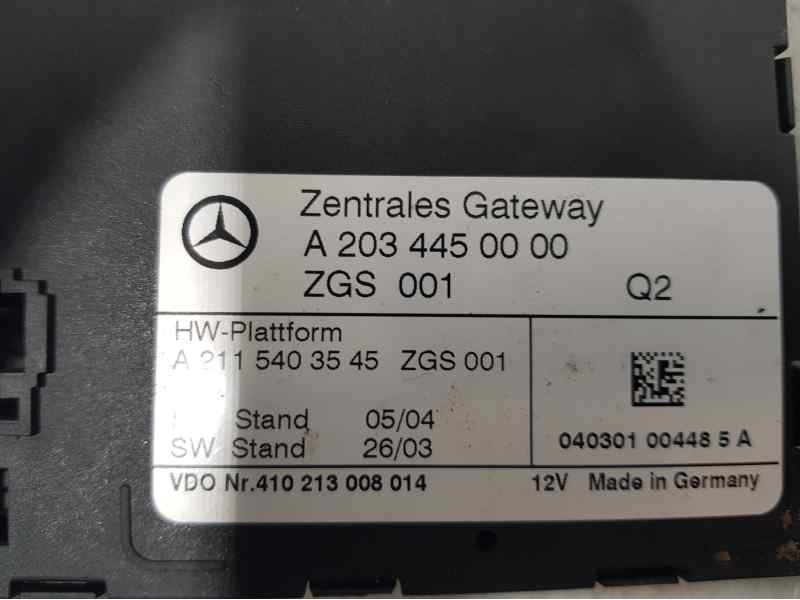 Zentrales Gateway
A 203 445 00 00
ZGS 001 Q2
HW-Plattform
A 211 540 35 45 ZGS 001
Stand 05/04
SW Stand 26/03
040301 00448 5 A
VDO Nr.410 213 008 014 12V Made in Germany